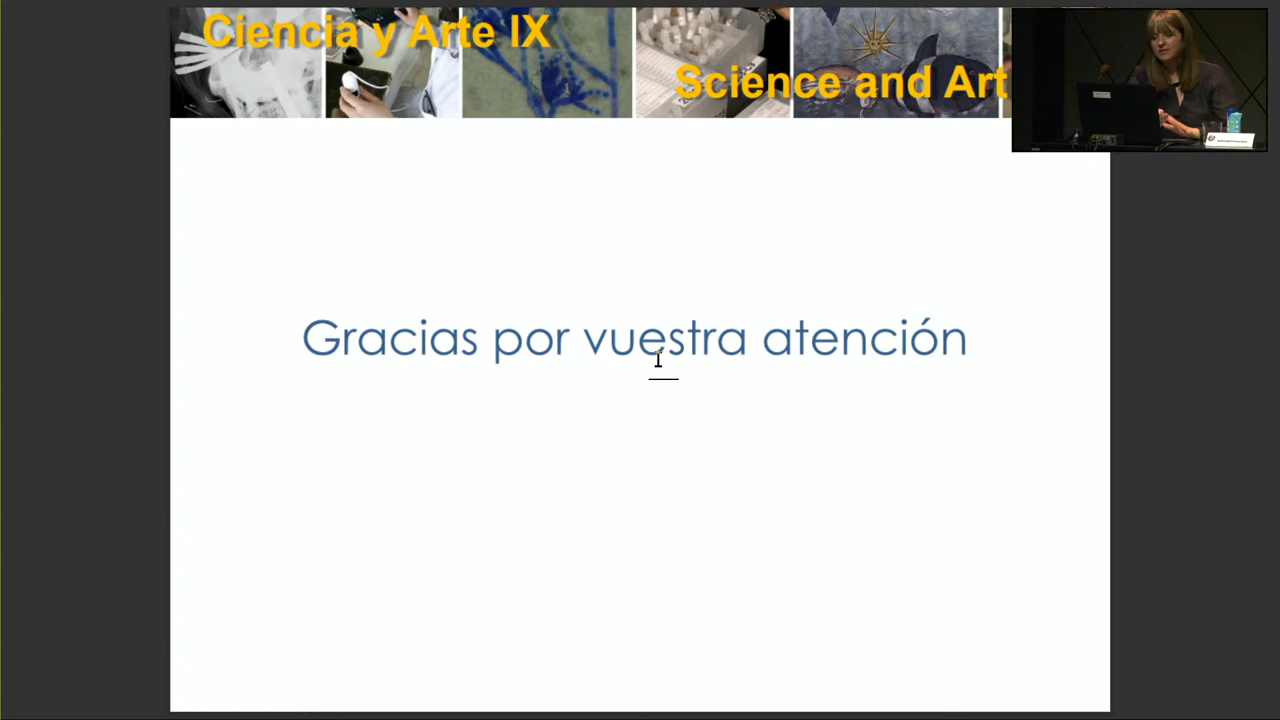 Ciencia y Arte IX
Science and Art
Gracias por vuestra atención